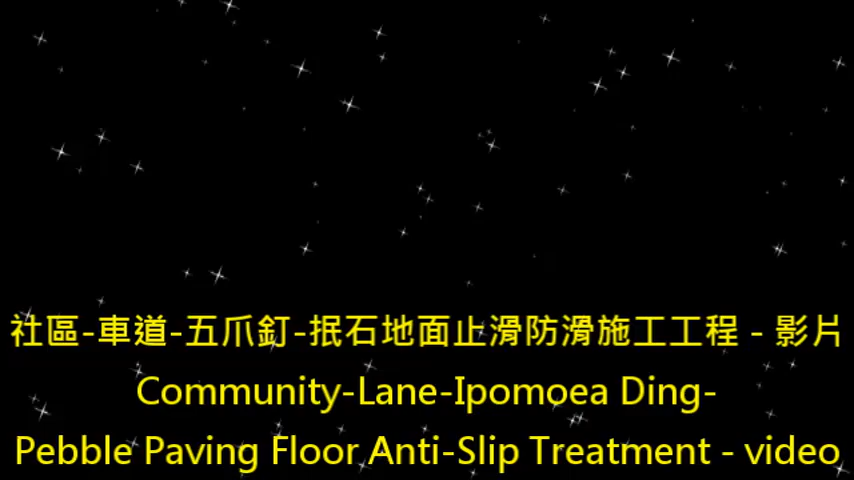 社區-車道-五爪釘-抿石地面止滑防滑施工工程 - 影片
Community-Lane-Ipomoea Ding-
Pebble Paving Floor Anti-Slip Treatment - video